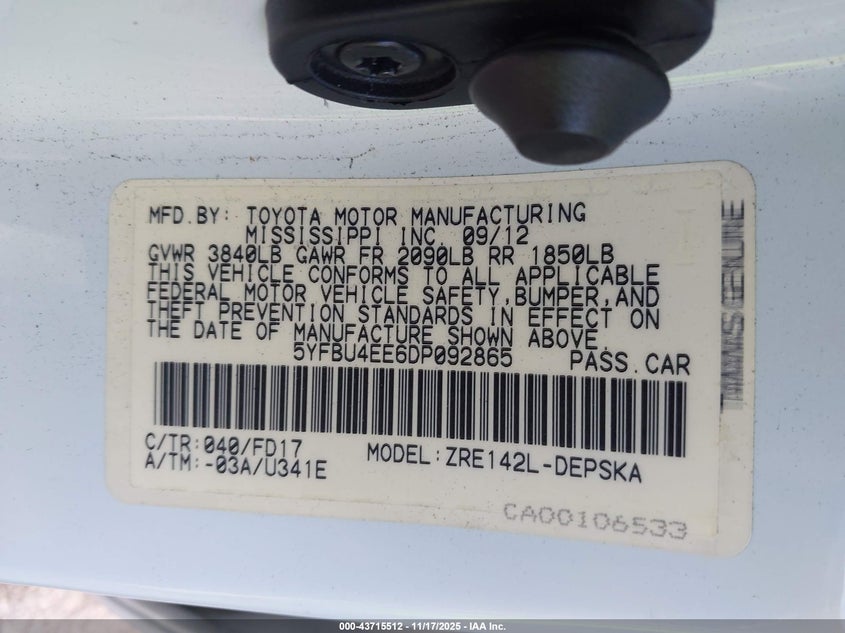 MFD.BY: TOYOTA MOTOR MANUFACTURING
MISSISSIPPI INC. 09/12
GVWR 3840LB GAWR FR 2090LB RR 1850LB
THIS VEHICLE CONFORMS TO ALL APPLICABLE
FEDERAL MOTOR VEHICLE SAFETY,BUMPER,AND
THEFT PREVENTION STANDARDS IN EFFECT ON
THE DATE OF MANUFACTURE SHOWN ABOVE.
5YFBU4EE6DP092865 PASS.CAR
C/TR:040/FD17
A/TM:-03A/U341E
MODEL:ZRE142L-DEPSKA
CA00106533
000-43715512 - 11/17/2025 - IAA Inc.